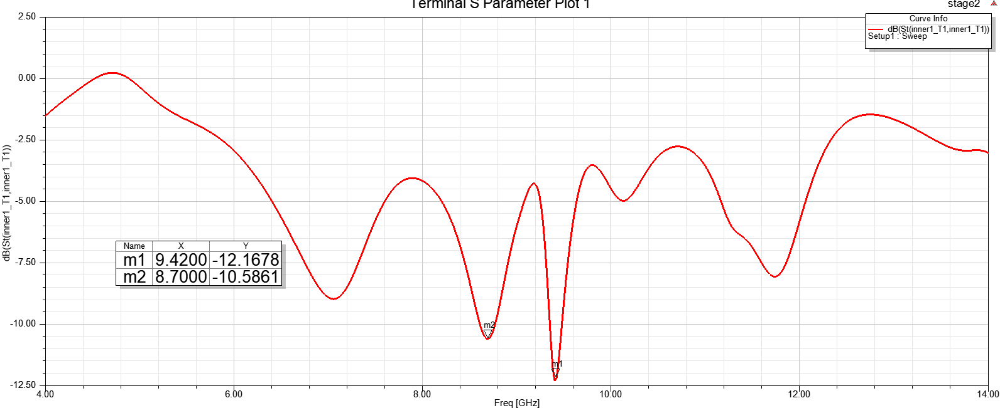 Terminal S Parameter Plot 1
stage2
Curve Info
dB(St(inner1_T1,inner1_T1))
Setup1 : Sweep
2.50
0.00
-2.50
-5.00
-7.50
-10.00
-12.50
dB(St(inner1_T1,inner1_T1))
Name X Y
m1 9.4200 -12.1678
m2 8.7000 -10.5861
m2
m1
4.00 6.00 8.00 10.00 12.00 14.00
Freq [GHz]